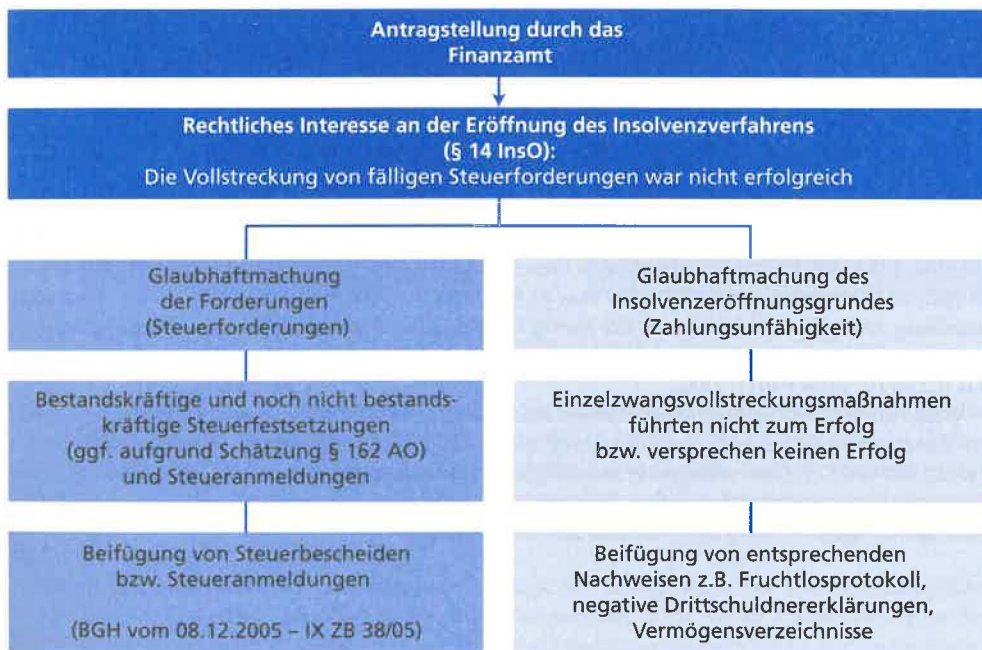 Antragstellung durch das
Finanzamt
Rechtliches Interesse an der Eröffnung des Insolvenzverfahrens
(§ 14 InsO):
Die Vollstreckung von fälligen Steuerforderungen war nicht erfolgreich
Glaubhaftmachung
der Forderungen
(Steuerforderungen)
Bestandskräftige und noch nicht bestands-
kräftige Steuerfestsetzungen
(ggf. aufgrund Schätzung § 162 AO)
und Steueranmeldungen
Beifügung von Steuerbescheiden
bzw. Steueranmeldungen
(BGH vom 08.12.2005 – IX ZB 38/05)
Glaubhaftmachung des
Insolvenzeröffnungsgrundes
(Zahlungsunfähigkeit)
Einzelzwangsvollstreckungsmaßnahmen
führten nicht zum Erfolg
bzw. versprechen keinen Erfolg
Beifügung von entsprechenden
Nachweisen z.B. Fruchtlosprotokoll,
negative Drittschuldnererklärungen,
Vermögensverzeichnisse